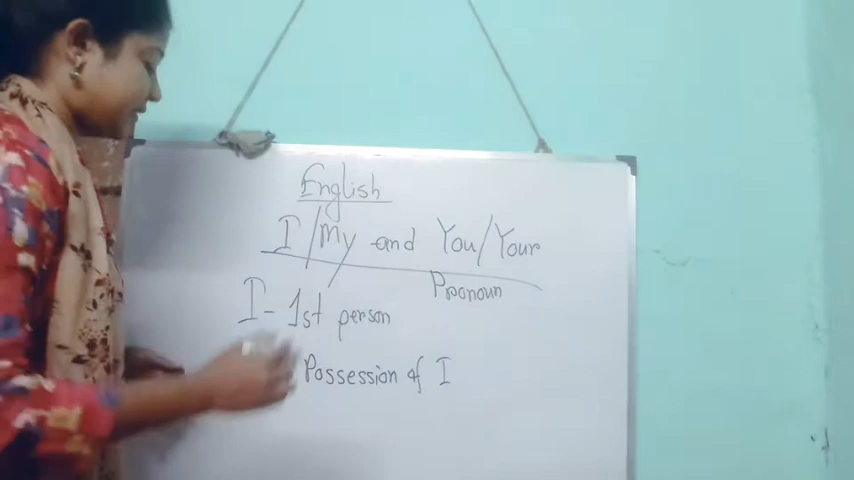 English
I/My and You/Your
Pronoun
I - 1st person
Possession of I